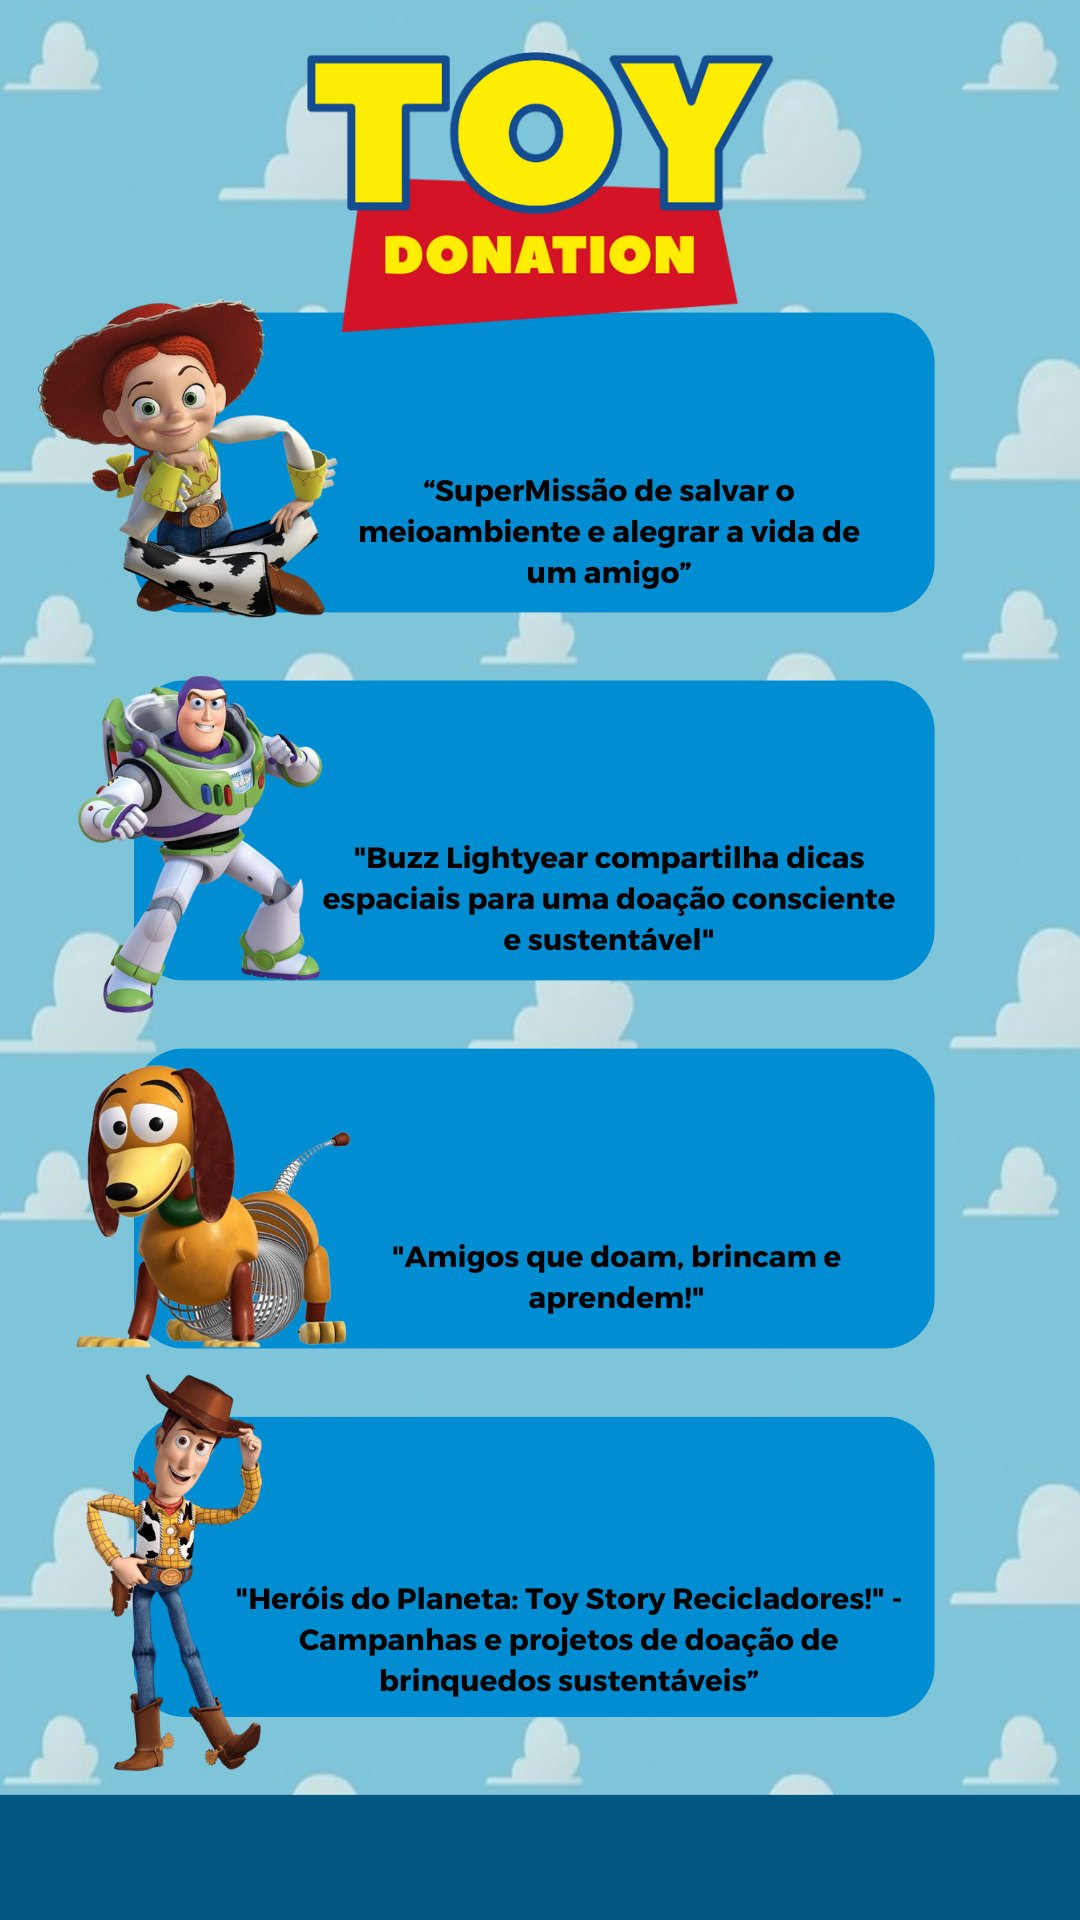 TOY
DONATION
“SuperMissão de salvar o
meioambiente e alegrar a vida de
um amigo”
"Buzz Lightyear compartilha dicas
espaciais para uma doação consciente
e sustentável"
"Amigos que doam, brincam e
aprendem!"
"Heróis do Planeta: Toy Story Recicladores!" -
Campanhas e projetos de doação de
brinquedos sustentáveis”